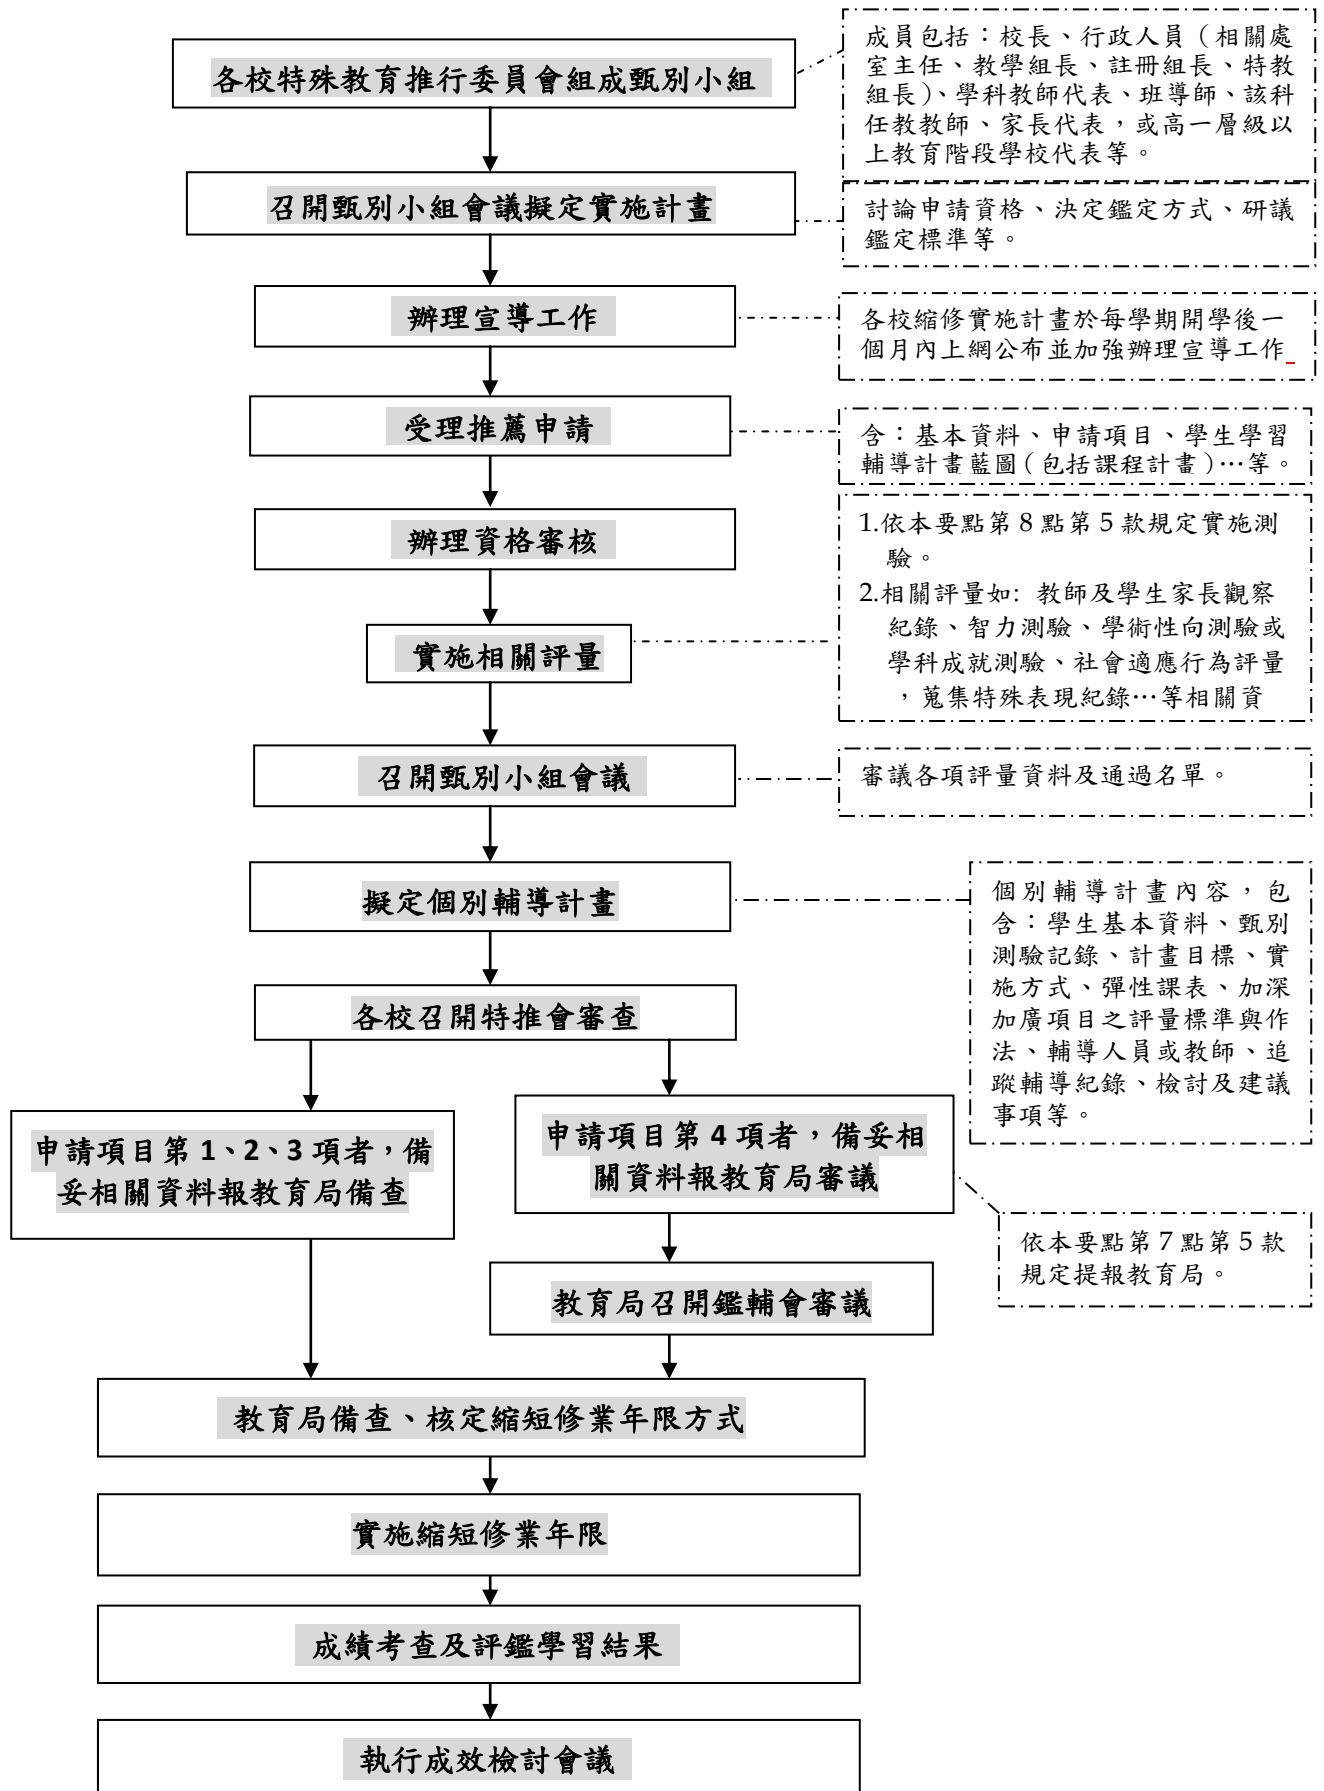 各校特殊教育推行委員會組成甄別小組
成員包括：校長、行政人員（相關處
室主任、教學組長、註冊組長、特教
組長）、學科教師代表、班導師、該科
任教教師、家長代表，或高一層級以
上教育階段學校代表等。
召開甄別小組會議擬定實施計畫
討論申請資格、決定鑑定方式、研議
鑑定標準等。
辦理宣導工作
各校縮修實施計畫於每學期開學後一
個月內上網公布並加強辦理宣導工作
受理推薦申請
含：基本資料、申請項目、學生學習
輔導計畫藍圖（包括課程計畫）…等。
辦理資格審核
1.依本要點第 8 點第 5 款規定實施測
驗。
2.相關評量如: 教師及學生家長觀察
紀錄、智力測驗、學術性向測驗或
學科成就測驗、社會適應行為評量
，蒐集特殊表現紀錄…等相關資
實施相關評量
召開甄別小組會議
審議各項評量資料及通過名單。
擬定個別輔導計畫
個別輔導計畫內容，包
含：學生基本資料、甄別
測驗記錄、計畫目標、實
施方式、彈性課表、加深
加廣項目之評量標準與作
法、輔導人員或教師、追
蹤輔導紀錄、檢討及建議
事項等。
各校召開特推會審查
申請項目第 1、2、3 項者，備
妥相關資料報教育局備查
申請項目第 4 項者，備妥相
關資料報教育局審議
依本要點第 7 點第 5 款
規定提報教育局。
教育局召開鑑輔會審議
教育局備查、核定縮短修業年限方式
實施縮短修業年限
成績考查及評鑑學習結果
執行成效檢討會議